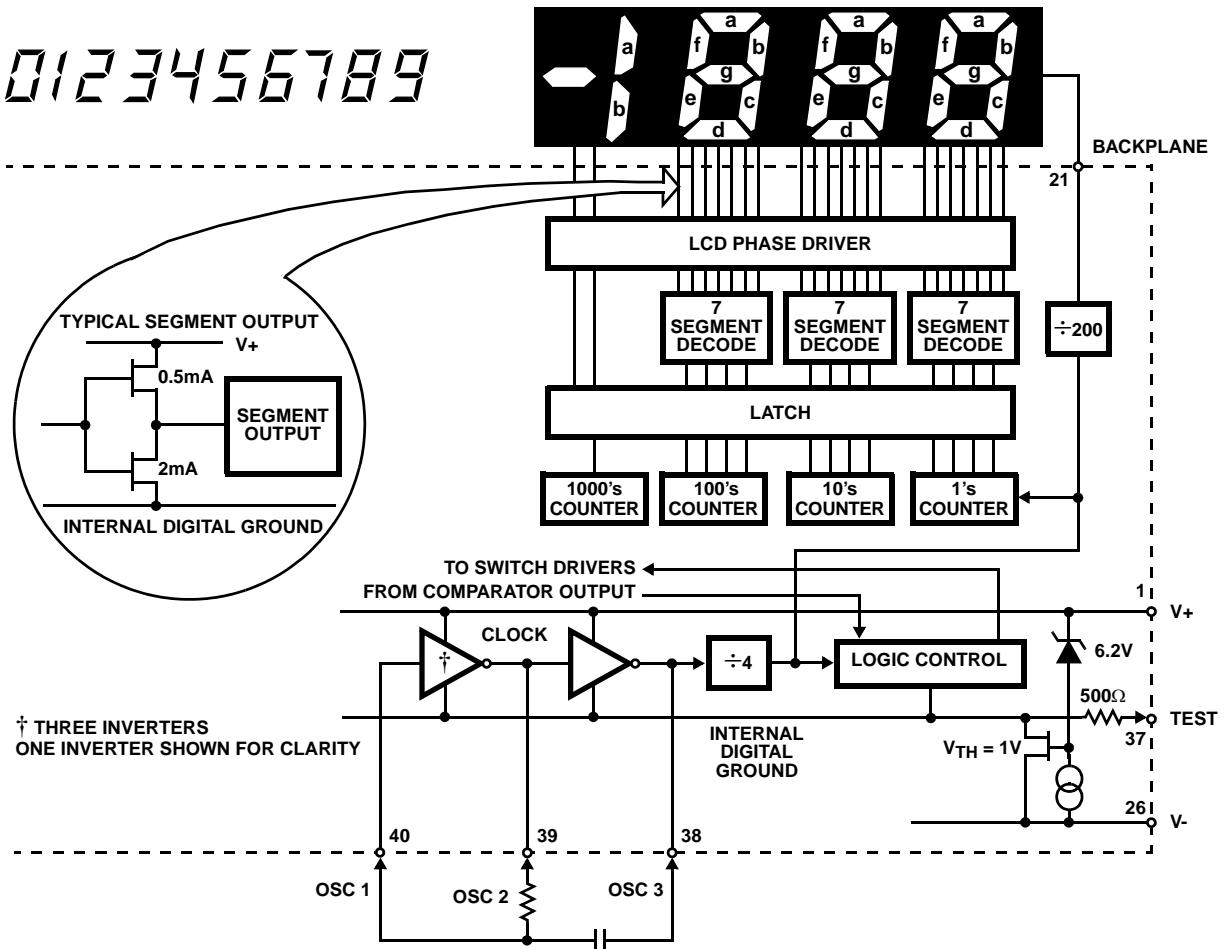 0123456789
a
b
a
f
b
g
e
c
d
a
f
b
g
e
c
d
a
f
b
g
e
c
d
BACKPLANE
21
LCD PHASE DRIVER
7
SEGMENT
DECODE
7
SEGMENT
DECODE
7
SEGMENT
DECODE
÷200
LATCH
TYPICAL SEGMENT OUTPUT
V+
0.5mA
SEGMENT
OUTPUT
2mA
INTERNAL DIGITAL GROUND
1000's
COUNTER
100's
COUNTER
10's
COUNTER
1's
COUNTER
TO SWITCH DRIVERS
FROM COMPARATOR OUTPUT
1
V+
CLOCK
†
÷4
LOGIC CONTROL
6.2V
500Ω
TEST
37
† THREE INVERTERS
ONE INVERTER SHOWN FOR CLARITY
INTERNAL
DIGITAL
GROUND
VTH = 1V
26
V-
40
39
38
OSC 1
OSC 2
OSC 3